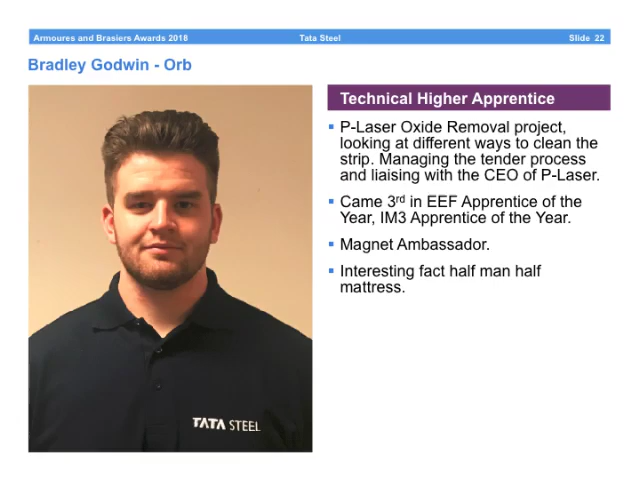 Armoures and Brasiers Awards 2018 Tata Steel Slide 22
Bradley Godwin - Orb
Technical Higher Apprentice
P-Laser Oxide Removal project,
looking at different ways to clean the
strip. Managing the tender process
and liaising with the CEO of P-Laser.
Came 3rd in EEF Apprentice of the
Year, IM3 Apprentice of the Year.
Magnet Ambassador.
Interesting fact half man half
mattress.
TATA STEEL